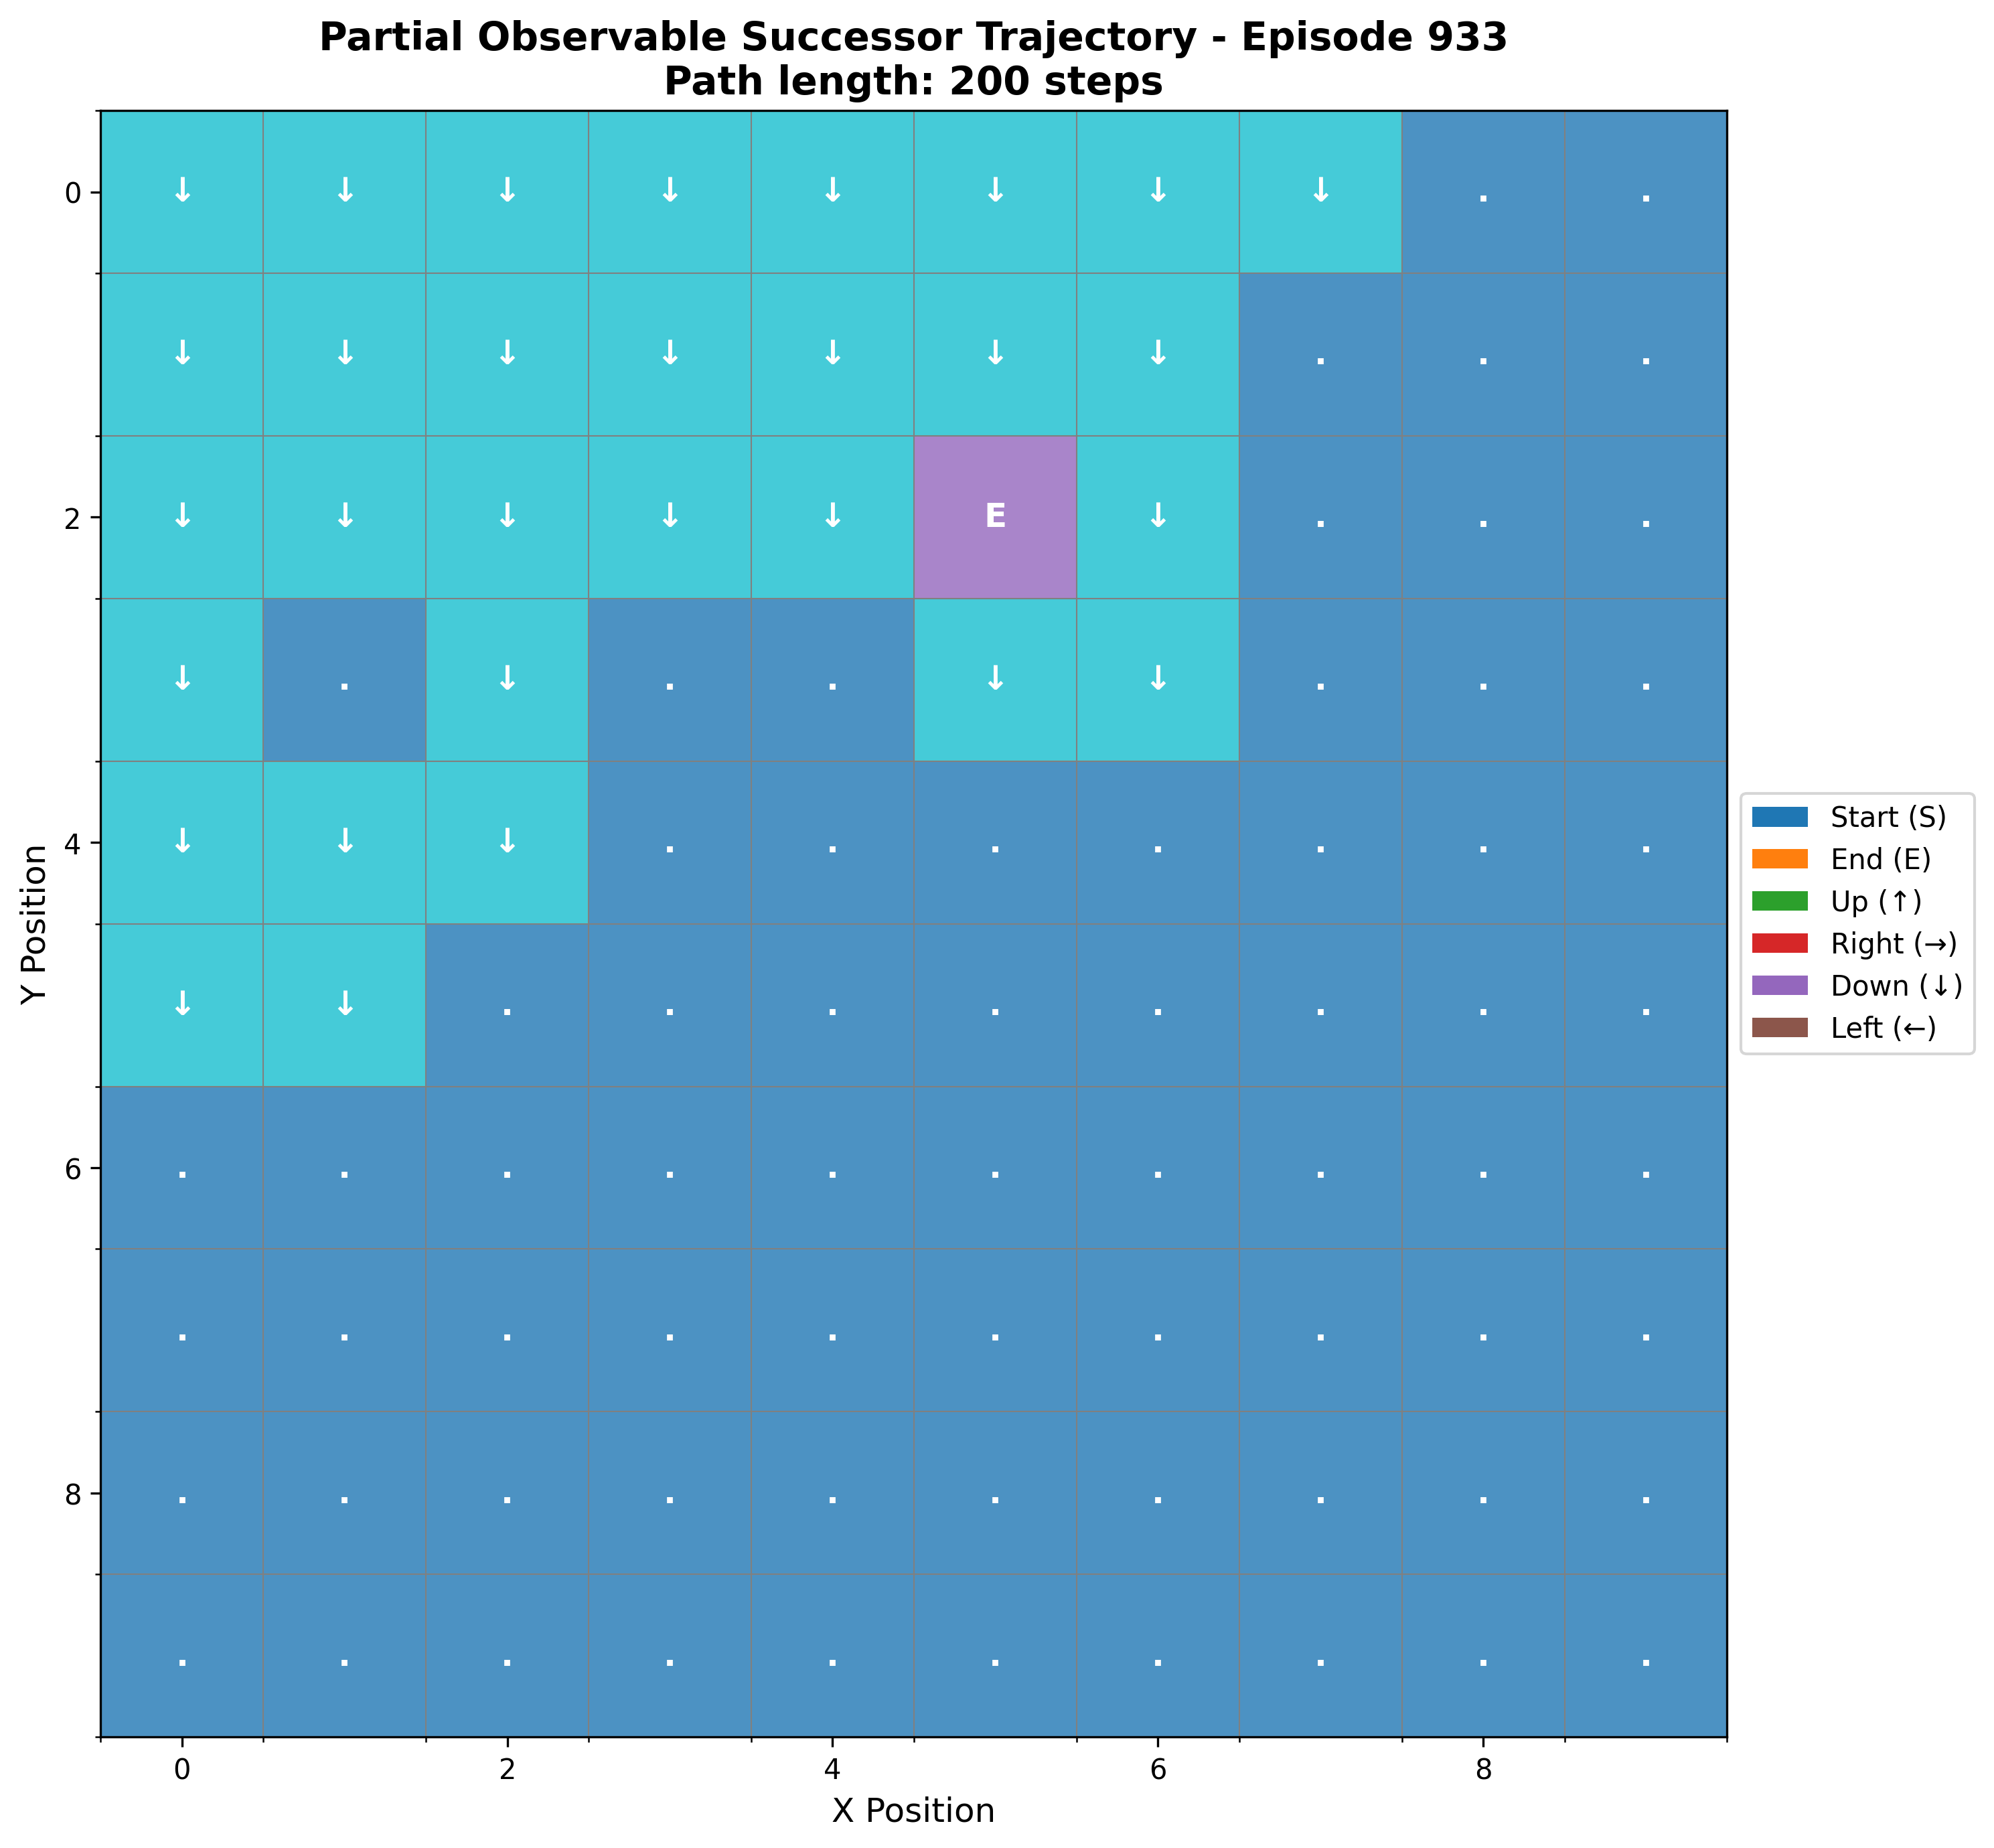 Partial Observable Successor Trajectory - Episode 933
Path length: 200 steps
0 ↓ ↓ ↓ ↓ ↓ ↓ ↓ ↓ . .
↓ ↓ ↓ ↓ ↓ ↓ ↓ . . .
2 ↓ ↓ ↓ ↓ ↓ E ↓ . . .
↓ . ↓ . . ↓ ↓ . . .
4 ↓ ↓ ↓ . . . . . . .
↓ ↓ . . . . . . . .
6 . . . . . . . . . .
. . . . . . . . . .
8 . . . . . . . . . .
. . . . . . . . . .
0 2 4 6 8
X Position
Y Position
Start (S)
End (E)
Up (↑)
Right (→)
Down (↓)
Left (←)